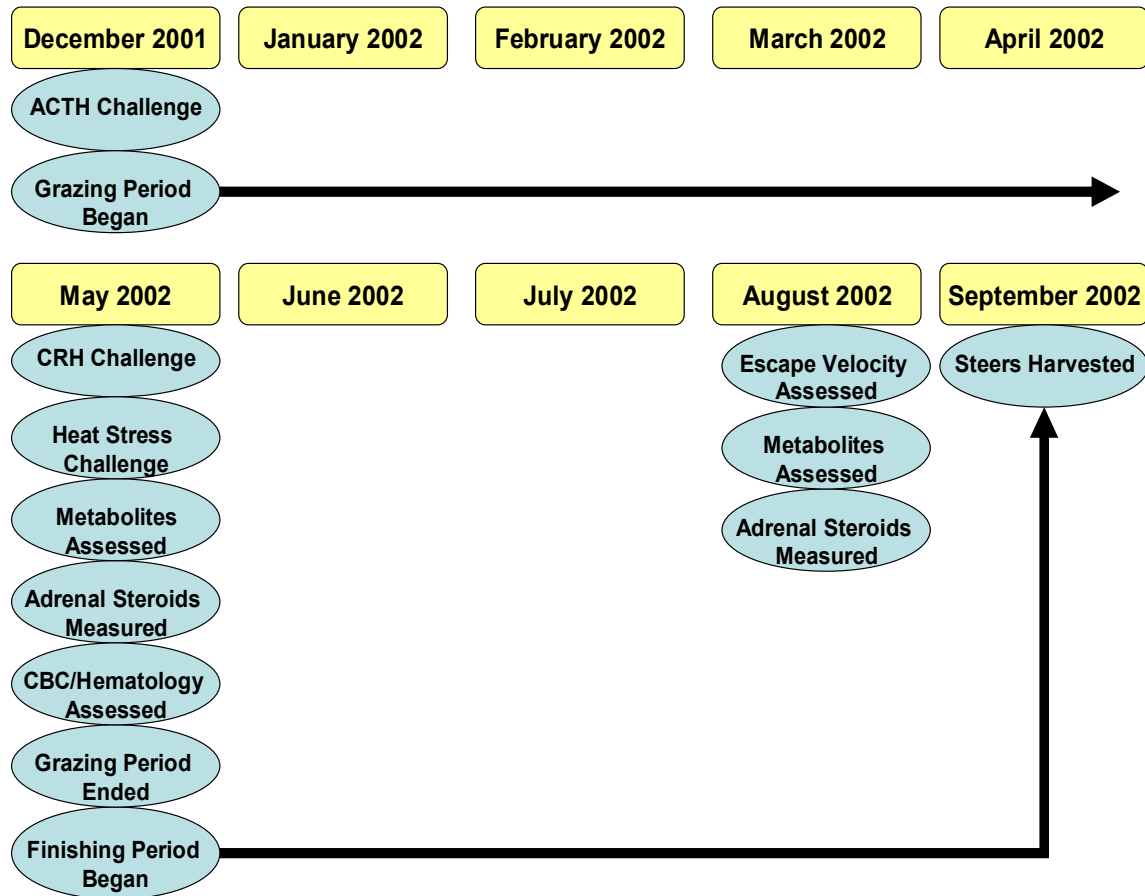 December 2001
January 2002
February 2002
March 2002
April 2002
ACTH Challenge
Grazing Period
Began
May 2002
June 2002
July 2002
August 2002
September 2002
CRH Challenge
Heat Stress
Challenge
Metabolites
Assessed
Adrenal Steroids
Measured
CBC/Hematology
Assessed
Grazing Period
Ended
Finishing Period
Began
Escape Velocity
Assessed
Metabolites
Assessed
Adrenal Steroids
Measured
Steers Harvested